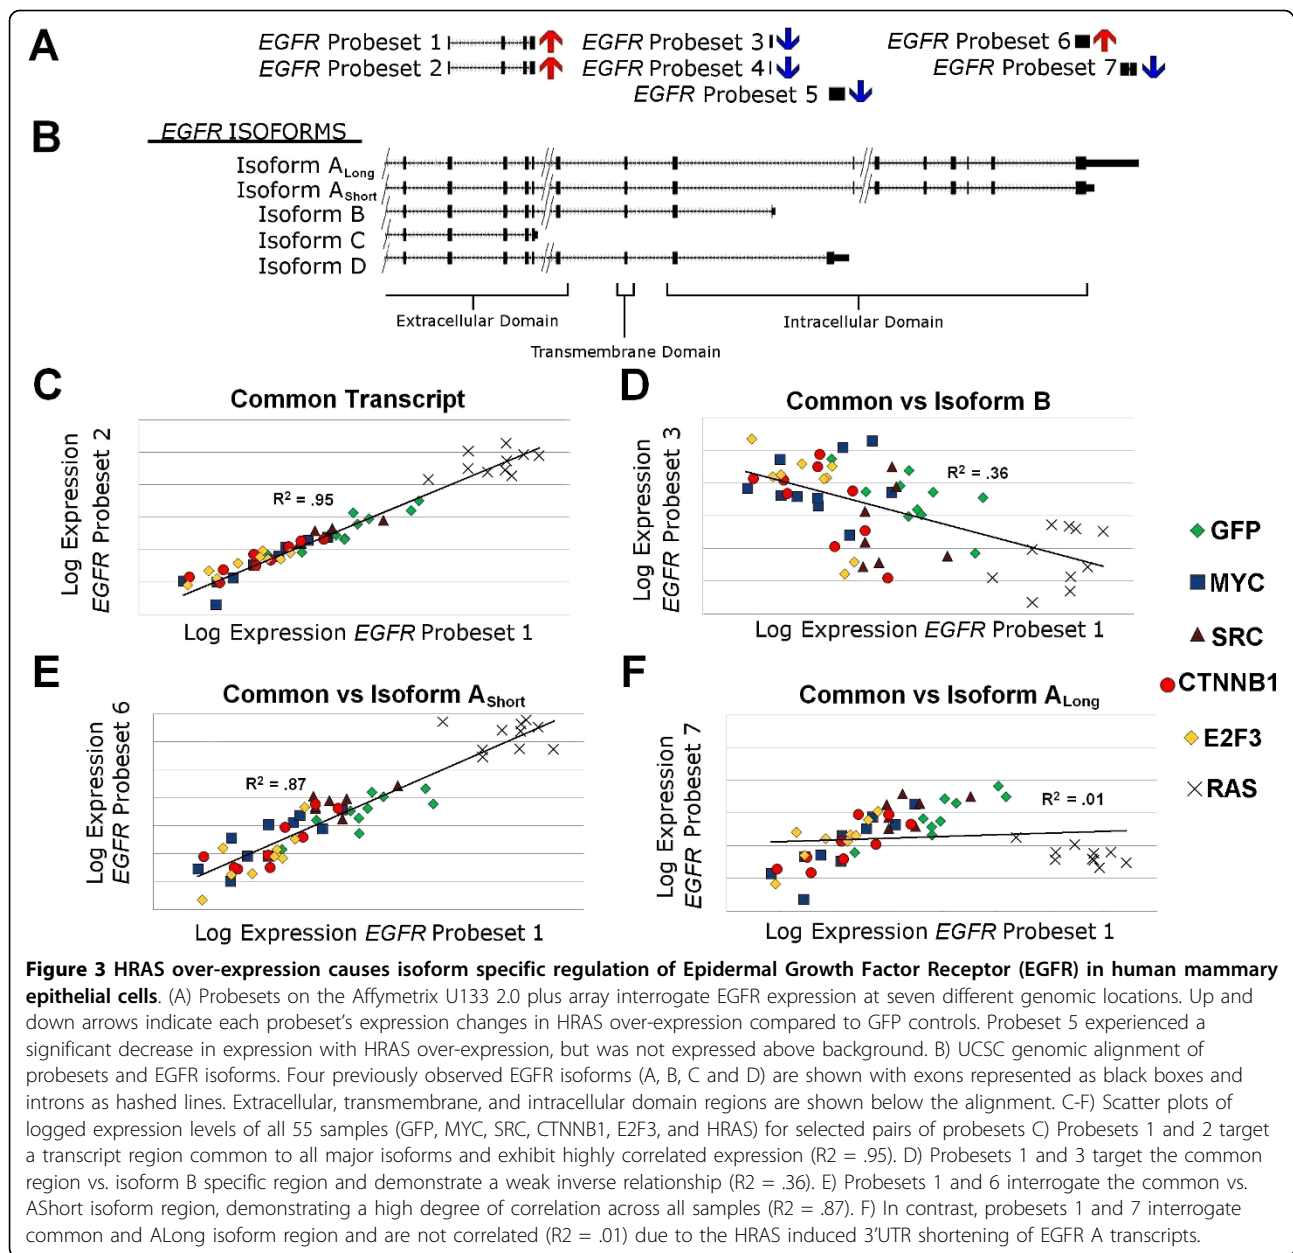 A
EGFR Probeset 1
EGFR Probeset 2
EGFR Probeset 3
EGFR Probeset 4
EGFR Probeset 5
EGFR Probeset 6
EGFR Probeset 7
B
EGFR ISOFORMS
Isoform ALong
Isoform AShort
Isoform B
Isoform C
Isoform D
Extracellular Domain
Transmembrane Domain
Intracellular Domain
C
Common Transcript
Log Expression
EGFR Probeset 2
R2 = .95
Log Expression EGFR Probeset 1
D
Common vs Isoform B
Log Expression
EGFR Probeset 3
R2 = .36
Log Expression EGFR Probeset 1
GFP
MYC
SRC
CTNNB1
E2F3
RAS
E
Common vs Isoform AShort
Log Expression
EGFR Probeset 6
R2 = .87
Log Expression EGFR Probeset 1
F
Common vs Isoform ALong
Log Expression
EGFR Probeset 7
R2 = .01
Log Expression EGFR Probeset 1
Figure 3 HRAS over-expression causes isoform specific regulation of Epidermal Growth Factor Receptor (EGFR) in human mammary
epithelial cells. (A) Probesets on the Affymetrix U133 2.0 plus array interrogate EGFR expression at seven different genomic locations. Up and
down arrows indicate each probeset's expression changes in HRAS over-expression compared to GFP controls. Probeset 5 experienced a
significant decrease in expression with HRAS over-expression, but was not expressed above background. B) UCSC genomic alignment of
probesets and EGFR isoforms. Four previously observed EGFR isoforms (A, B, C and D) are shown with exons represented as black boxes and
introns as hashed lines. Extracellular, transmembrane, and intracellular domain regions are shown below the alignment. C-F) Scatter plots of
logged expression levels of all 55 samples (GFP, MYC, SRC, CTNNB1, E2F3, and HRAS) for selected pairs of probesets C) Probesets 1 and 2 target
a transcript region common to all major isoforms and exhibit highly correlated expression (R2 = .95). D) Probesets 1 and 3 target the common
region vs. isoform B specific region and demonstrate a weak inverse relationship (R2 = .36). E) Probesets 1 and 6 interrogate the common vs.
AShort isoform region, demonstrating a high degree of correlation across all samples (R2 = .87). F) In contrast, probesets 1 and 7 interrogate
common and ALong isoform region and are not correlated (R2 = .01) due to the HRAS induced 3'UTR shortening of EGFR A transcripts.